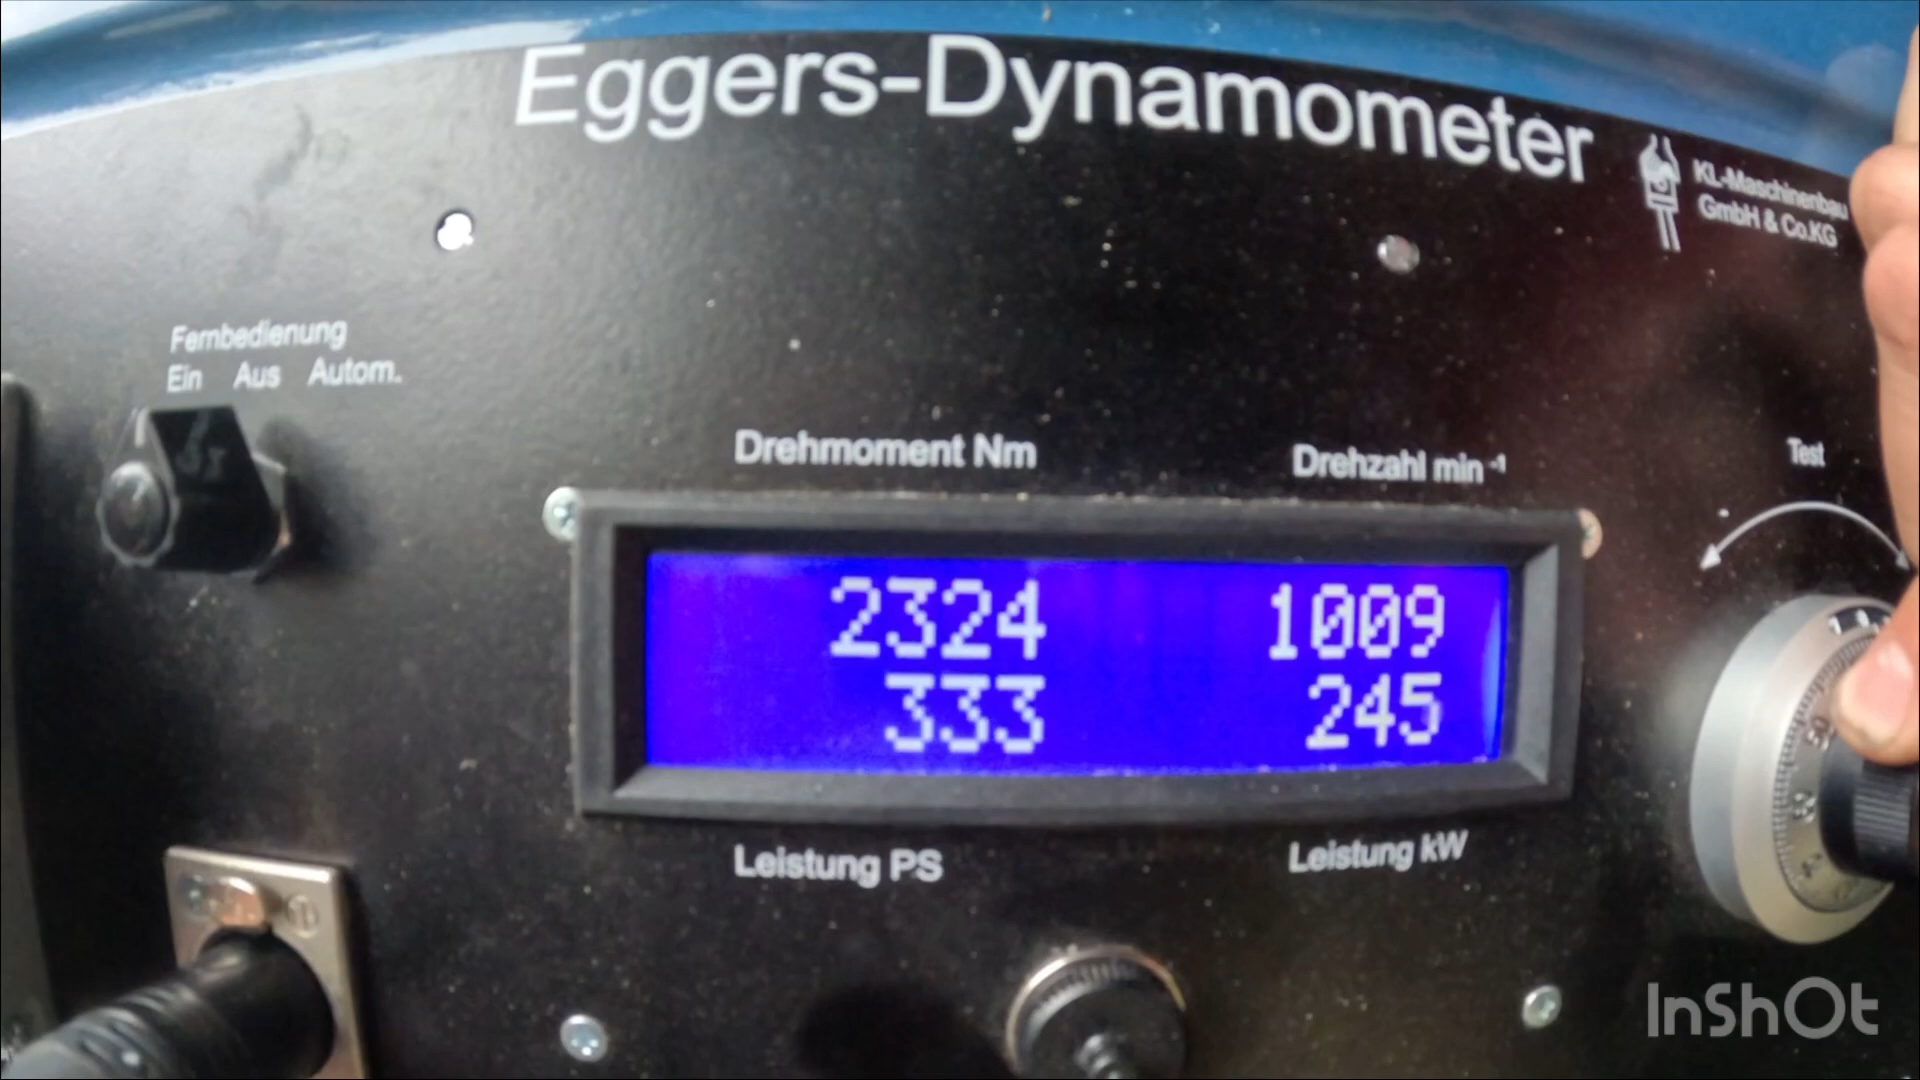 Eggers-Dynamometer
KL-Maschinenbau
GmbH & Co.KG
Fernbedienung
Ein Aus Autom.
Drehmoment Nm
Drehzahl min -1
Test
2324 1009
333 245
Leistung PS
Leistung kW
50
InShOt